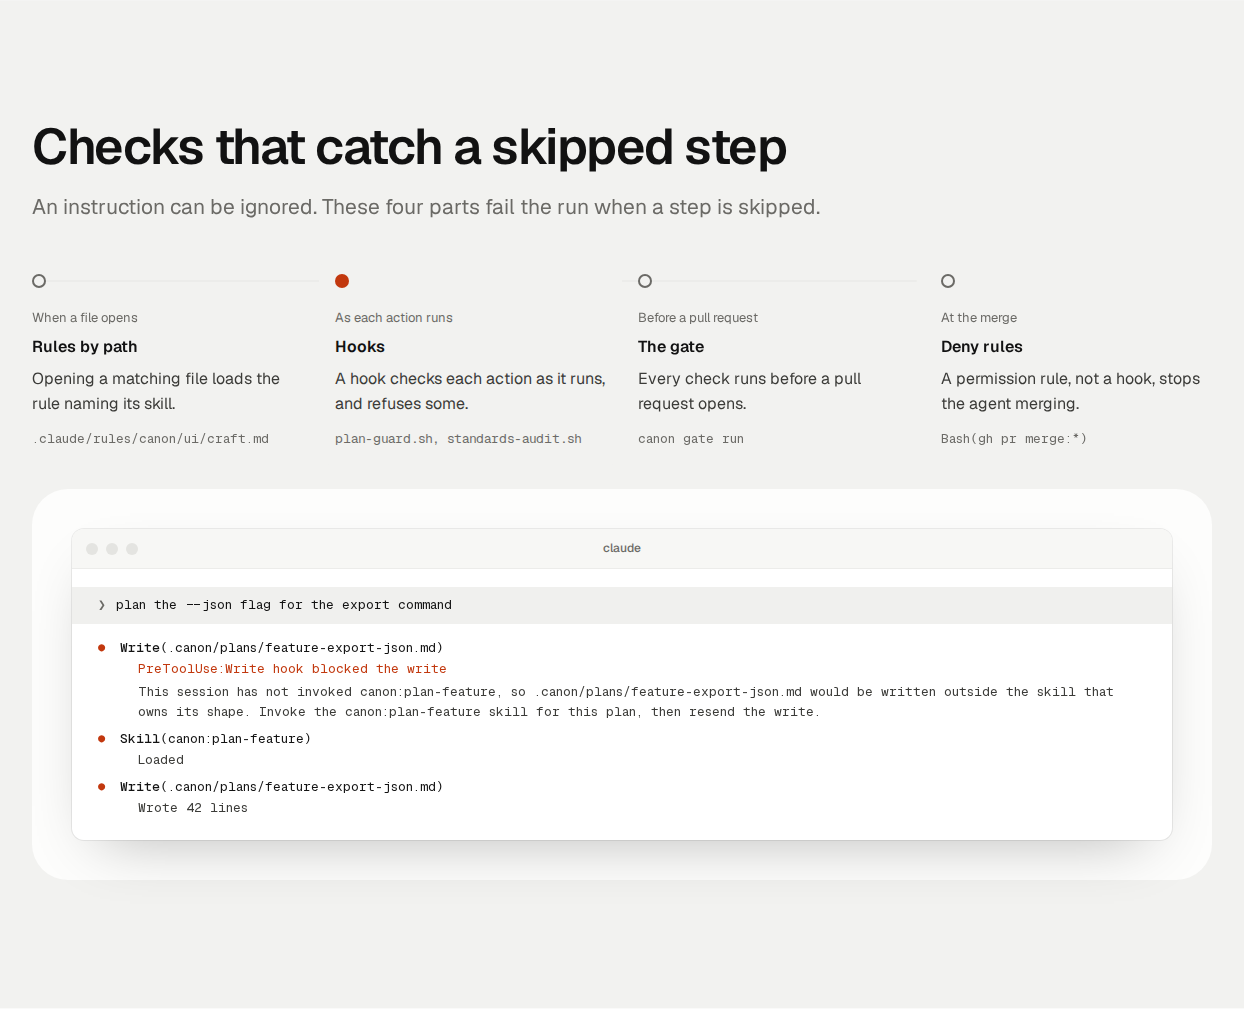 Checks that catch a skipped step
An instruction can be ignored. These four parts fail the run when a step is skipped.
When a file opens
Rules by path
Opening a matching file loads the
rule naming its skill.
.claude/rules/canon/ui/craft.md
As each action runs
Hooks
A hook checks each action as it runs,
and refuses some.
plan-guard.sh, standards-audit.sh
Before a pull request
The gate
Every check runs before a pull
request opens.
canon gate run
At the merge
Deny rules
A permission rule, not a hook, stops
the agent merging.
Bash(gh pr merge:*)
claude
❯ plan the --json flag for the export command
● Write(.canon/plans/feature-export-json.md)
PreToolUse:Write hook blocked the write
This session has not invoked canon:plan-feature, so .canon/plans/feature-export-json.md would be written outside the skill that
owns its shape. Invoke the canon:plan-feature skill for this plan, then resend the write.
● Skill(canon:plan-feature)
Loaded
● Write(.canon/plans/feature-export-json.md)
Wrote 42 lines